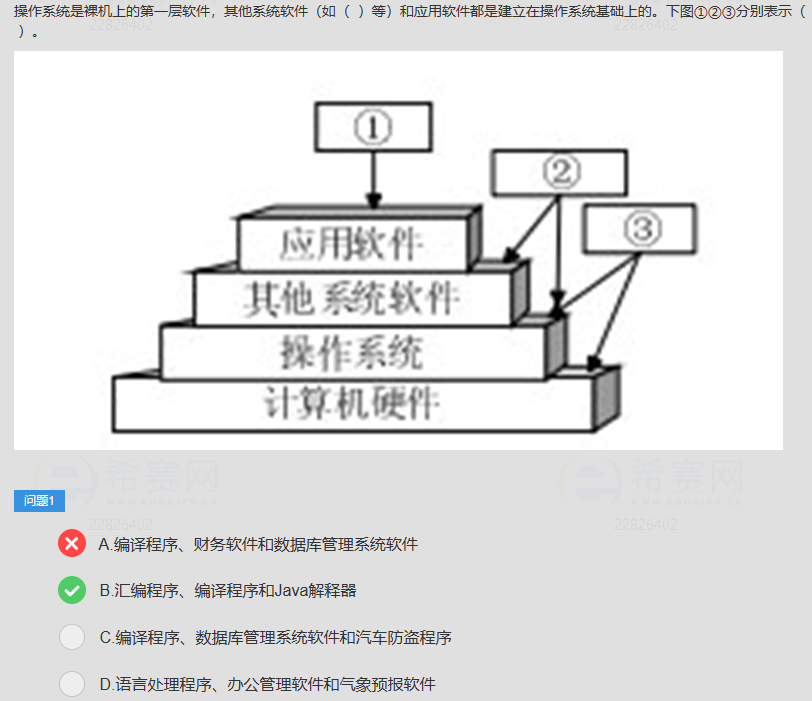 操作系统是裸机上的第一层软件，其他系统软件（如（ ）等）和应用软件都是建立在操作系统基础上的。下图①②③分别表示（
）。
22826402
22826402
①
②
③
应用软件
其他系统软件
操作系统
计算机硬件
希赛网
希赛网
问题1
22826402
22826402
A.编译程序、财务软件和数据库管理系统软件
B.汇编程序、编译程序和Java解释器
C.编译程序、数据库管理系统软件和汽车防盗程序
D.语言处理程序、办公管理软件和气象预报软件